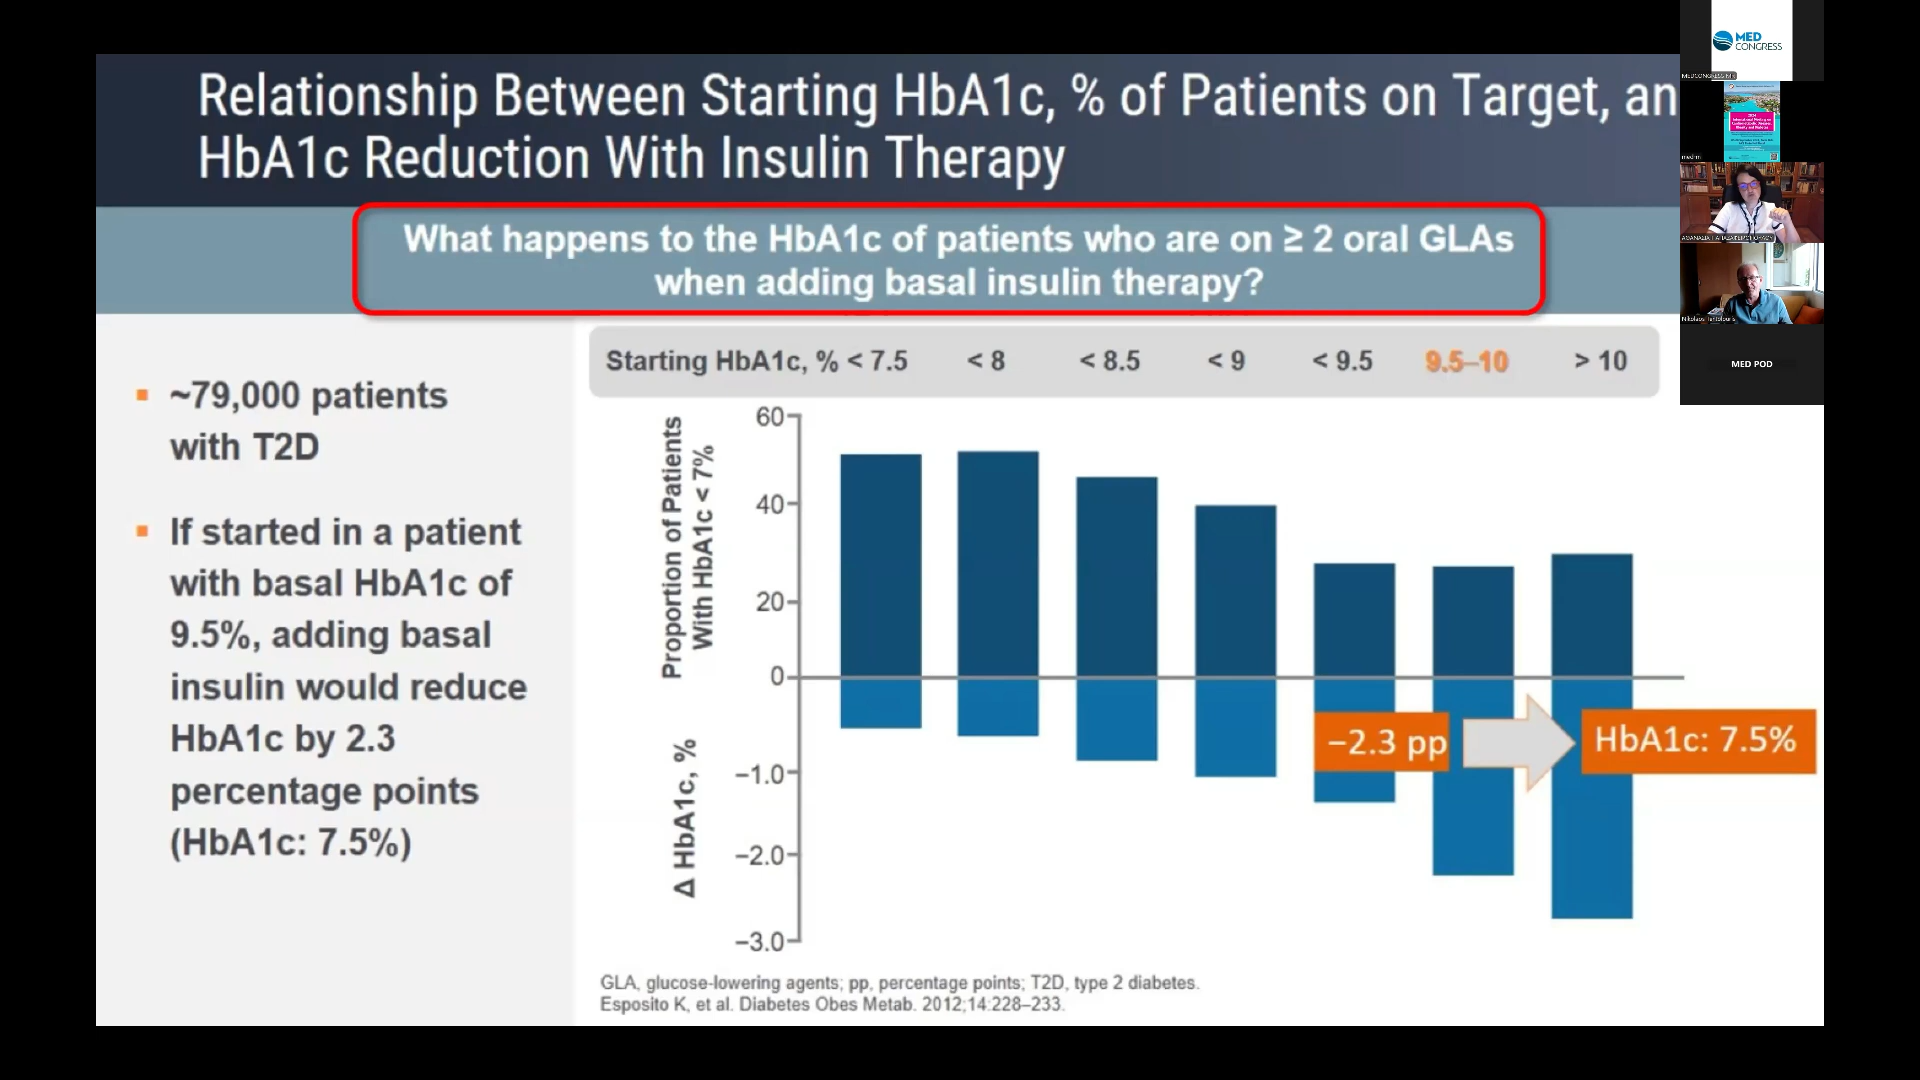 Relationship Between Starting HbA1c, % of Patients on Target, an
HbA1c Reduction With Insulin Therapy
What happens to the HbA1c of patients who are on ≥ 2 oral GLAs
when adding basal insulin therapy?
▪ ~79,000 patients
with T2D
▪ If started in a patient
with basal HbA1c of
9.5%, adding basal
insulin would reduce
HbA1c by 2.3
percentage points
(HbA1c: 7.5%)
Starting HbA1c, % < 7.5 < 8 < 8.5 < 9 < 9.5 9.5–10 > 10
Proportion of Patients
With HbA1c < 7%
60
40
20
0
Δ HbA1c, %
−1.0
−2.0
−3.0
−2.3 pp
HbA1c: 7.5%
GLA, glucose-lowering agents; pp, percentage points; T2D, type 2 diabetes.
Esposito K, et al. Diabetes Obes Metab. 2012;14:228–233.
MED
CONGRESS
MED POD